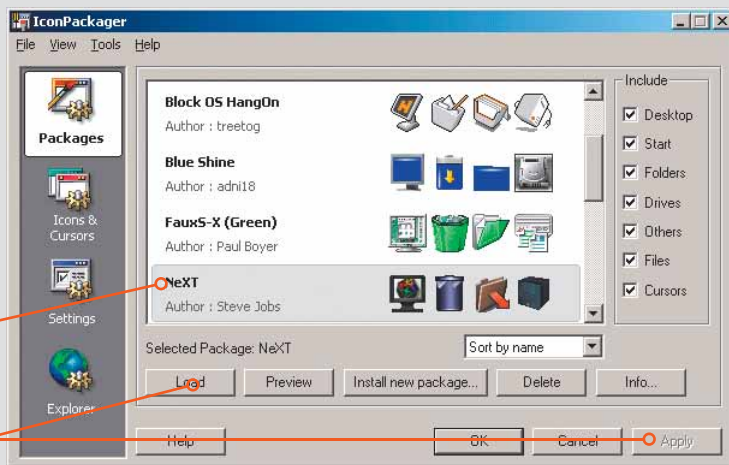 IconPackager
File View Tools Help
Packages
Icons & Cursors
Settings
Explorer
Block OS HangOn
Author : treetog
Blue Shine
Author : adni18
FauxS-X (Green)
Author : Paul Boyer
NeXT
Author : Steve Jobs
Include
Desktop
Start
Folders
Drives
Others
Files
Cursors
Selected Package: NeXT
Sort by name
Load
Preview
Install new package...
Delete
Info...
Help
OK
Cancel
Apply